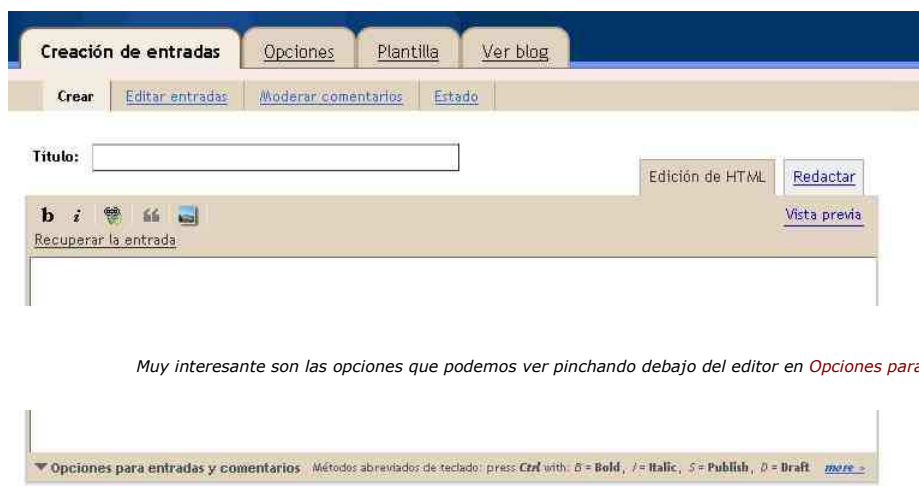 Creación de entradas Opciones Plantilla Ver blog
Crear Editar entradas Moderar comentarios Estado
Título:
Edición de HTML Redactar
b i “ Vista previa
Recuperar la entrada
Muy interesante son las opciones que podemos ver pinchando debajo del editor en Opciones para
Opciones para entradas y comentarios Métodos abreviados de teclado: press Ctrl with: B = Bold, I = Italic, S = Publish, D = Draft more »